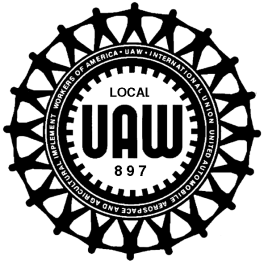 LOCAL
UAW
897
INTERNATIONAL UNION · UNITED AUTOMOBILE AEROSPACE AND AGRICULTURAL IMPLEMENT WORKERS OF AMERICA · UAW ·